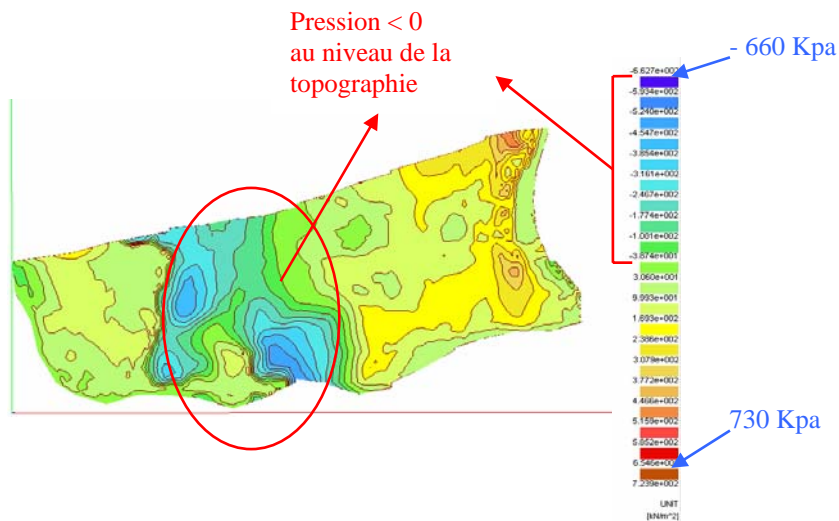 Pression < 0
au niveau de la
topographie
- 660 Kpa
-6.627e+002
-5.934e+002
-5.240e+002
-4.547e+002
-3.854e+002
-3.161e+002
-2.467e+002
-1.774e+002
-1.081e+002
-3.874e+001
3.060e+001
9.993e+001
1.693e+002
2.386e+002
3.079e+002
3.772e+002
4.466e+002
5.159e+002
5.852e+002
6.546e+002
7.239e+002
730 Kpa
UNIT
[kN/m^2]